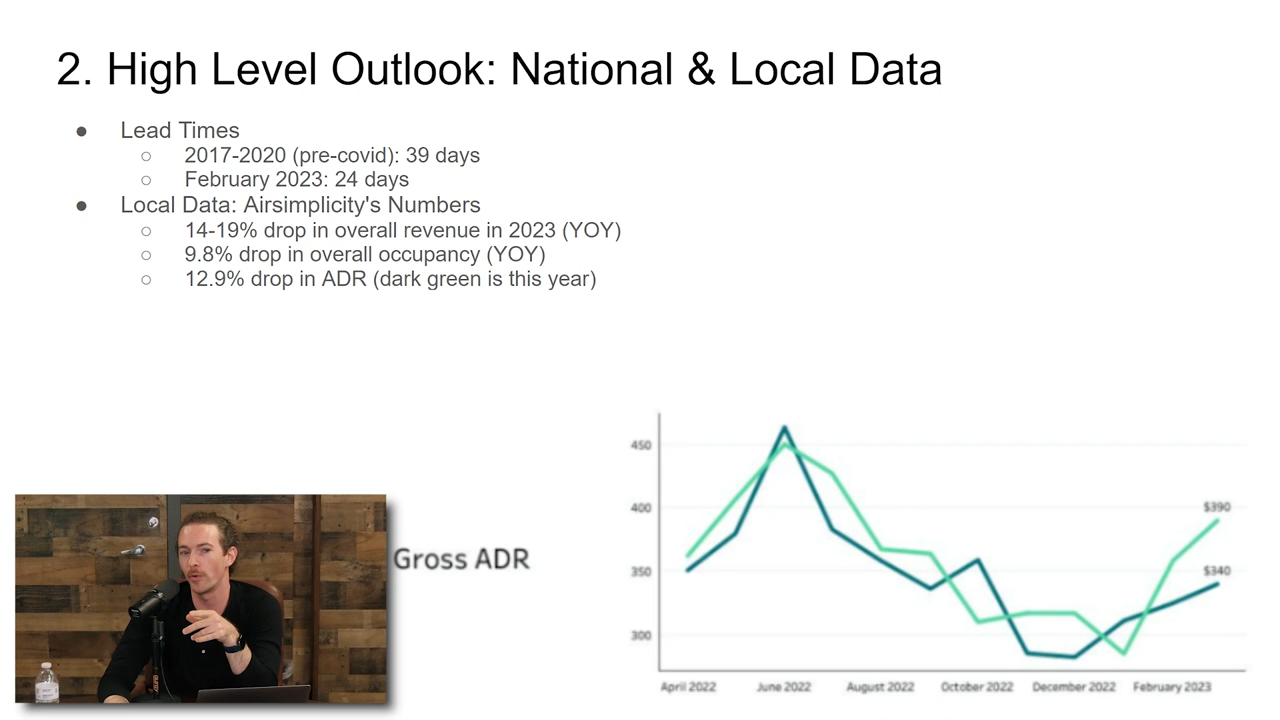 2. High Level Outlook: National & Local Data
● Lead Times
○ 2017-2020 (pre-covid): 39 days
○ February 2023: 24 days
● Local Data: Airsimplicity's Numbers
○ 14-19% drop in overall revenue in 2023 (YOY)
○ 9.8% drop in overall occupancy (YOY)
○ 12.9% drop in ADR (dark green is this year)
Gross ADR
450
400
350
300
$390
$340
April 2022 June 2022 August 2022 October 2022 December 2022 February 2023